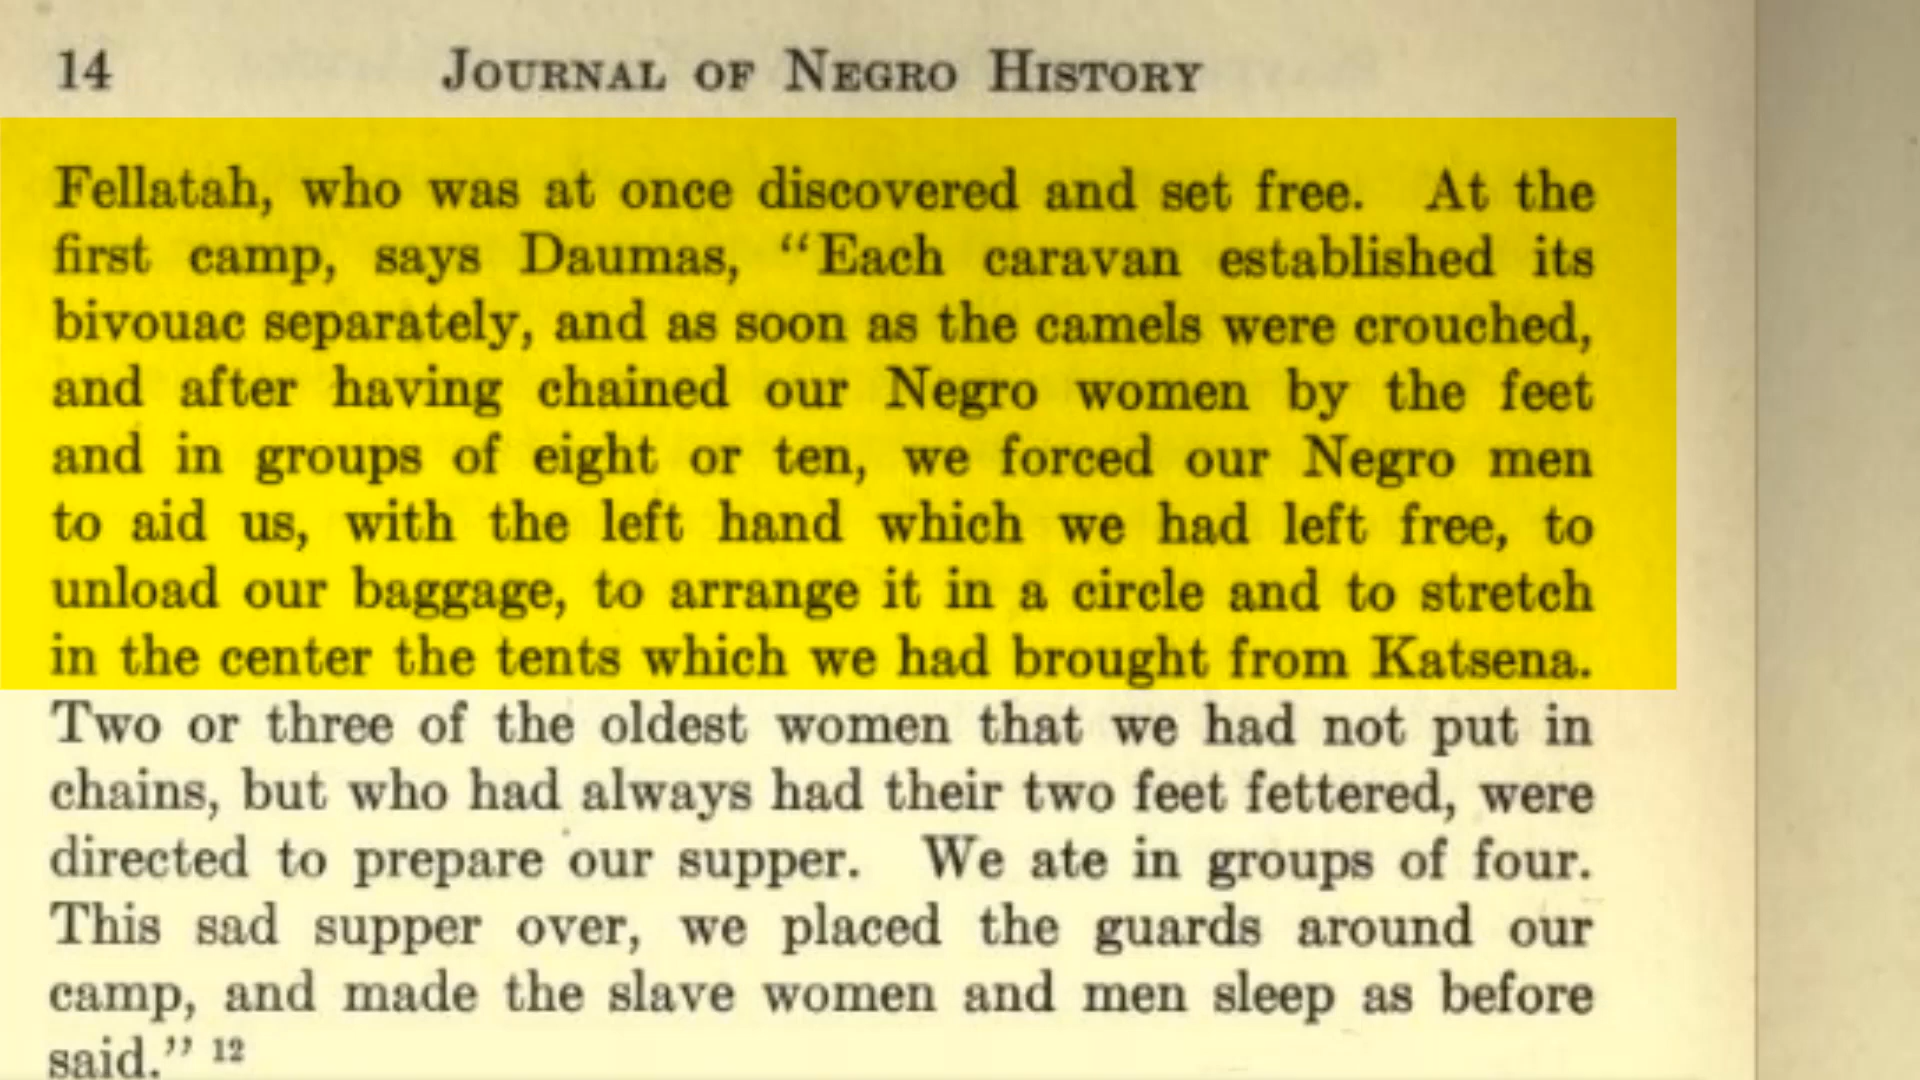 14 JOURNAL OF NEGRO HISTORY
Fellatah, who was at once discovered and set free. At the
first camp, says Daumas, “Each caravan established its
bivouac separately, and as soon as the camels were crouched,
and after having chained our Negro women by the feet
and in groups of eight or ten, we forced our Negro men
to aid us, with the left hand which we had left free, to
unload our baggage, to arrange it in a circle and to stretch
in the center the tents which we had brought from Katsena.
Two or three of the oldest women that we had not put in
chains, but who had always had their two feet fettered, were
directed to prepare our supper. We ate in groups of four.
This sad supper over, we placed the guards around our
camp, and made the slave women and men sleep as before
said.” 12